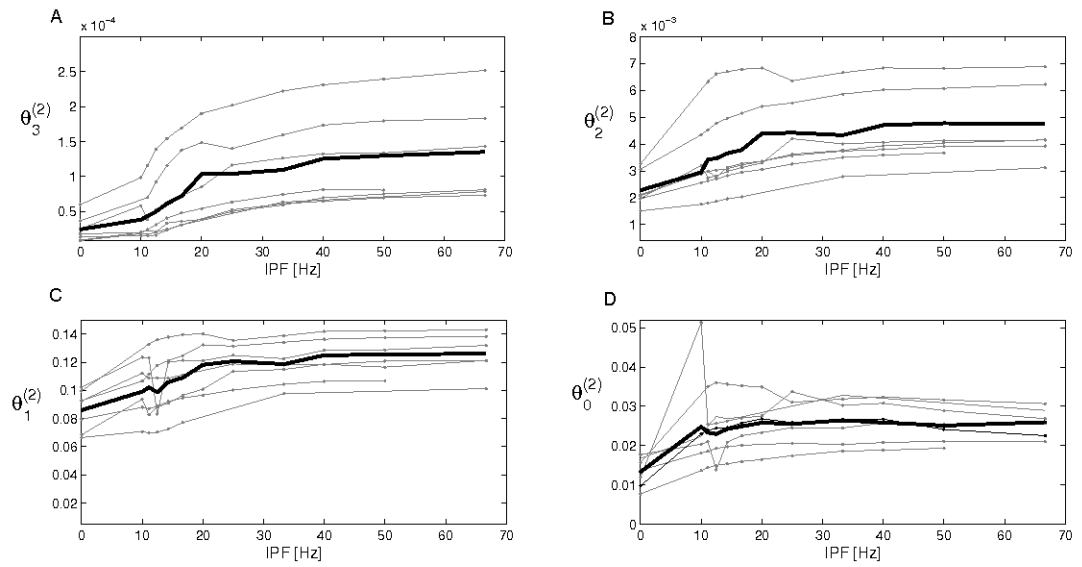 A
x 10⁻⁴
2.5
2
1.5
1
0.5
θ₃⁽²⁾
0 10 20 30 40 50 60 70
IPF [Hz]
B
x 10⁻³
8
7
6
5
4
3
2
1
θ₂⁽²⁾
0 10 20 30 40 50 60 70
IPF [Hz]
C
0.14
0.12
0.1
0.08
0.06
0.04
0.02
θ₁⁽²⁾
0 10 20 30 40 50 60 70
IPF [Hz]
D
0.05
0.04
0.03
0.02
0.01
0
θ₀⁽²⁾
0 10 20 30 40 50 60 70
IPF [Hz]